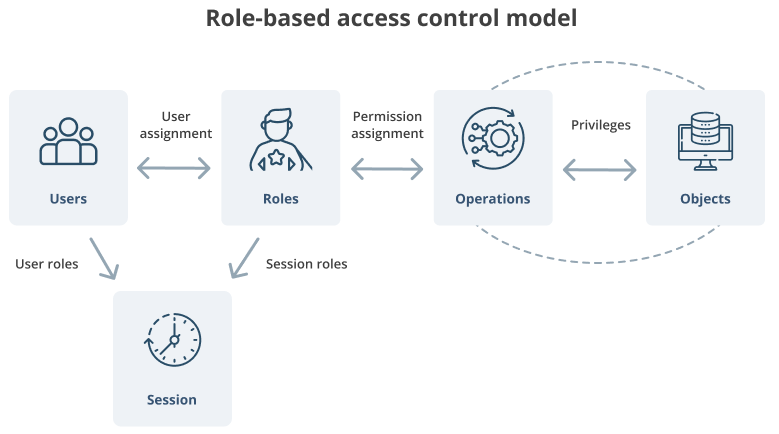 Role-based access control model
User
assignment
Permission
assignment
Privileges
Users
Roles
Operations
Objects
User roles
Session roles
Session